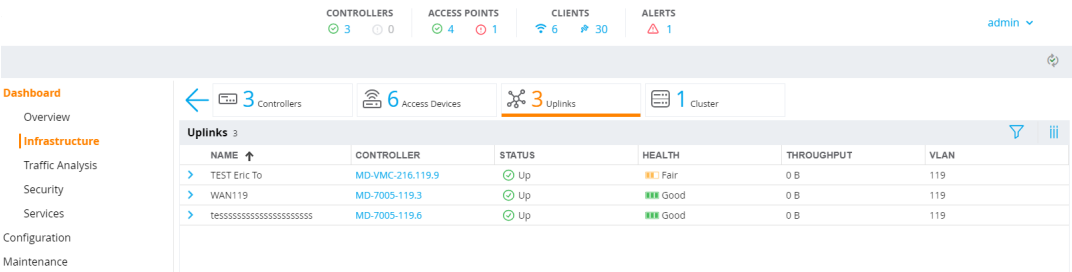 CONTROLLERS ACCESS POINTS CLIENTS ALERTS
3 0 4 1 6 30 1
admin
Dashboard
Overview
Infrastructure
Traffic Analysis
Security
Services
Configuration
Maintenance
3 Controllers 6 Access Devices 3 Uplinks 1 Cluster
Uplinks 3
NAME CONTROLLER STATUS HEALTH THROUGHPUT VLAN
TEST Eric To MD-VMC-216.119.9 Up Fair 0 B 119
WAN119 MD-7005-119.3 Up Good 0 B 119
tesssssssssssssssssssss MD-7005-119.6 Up Good 0 B 119